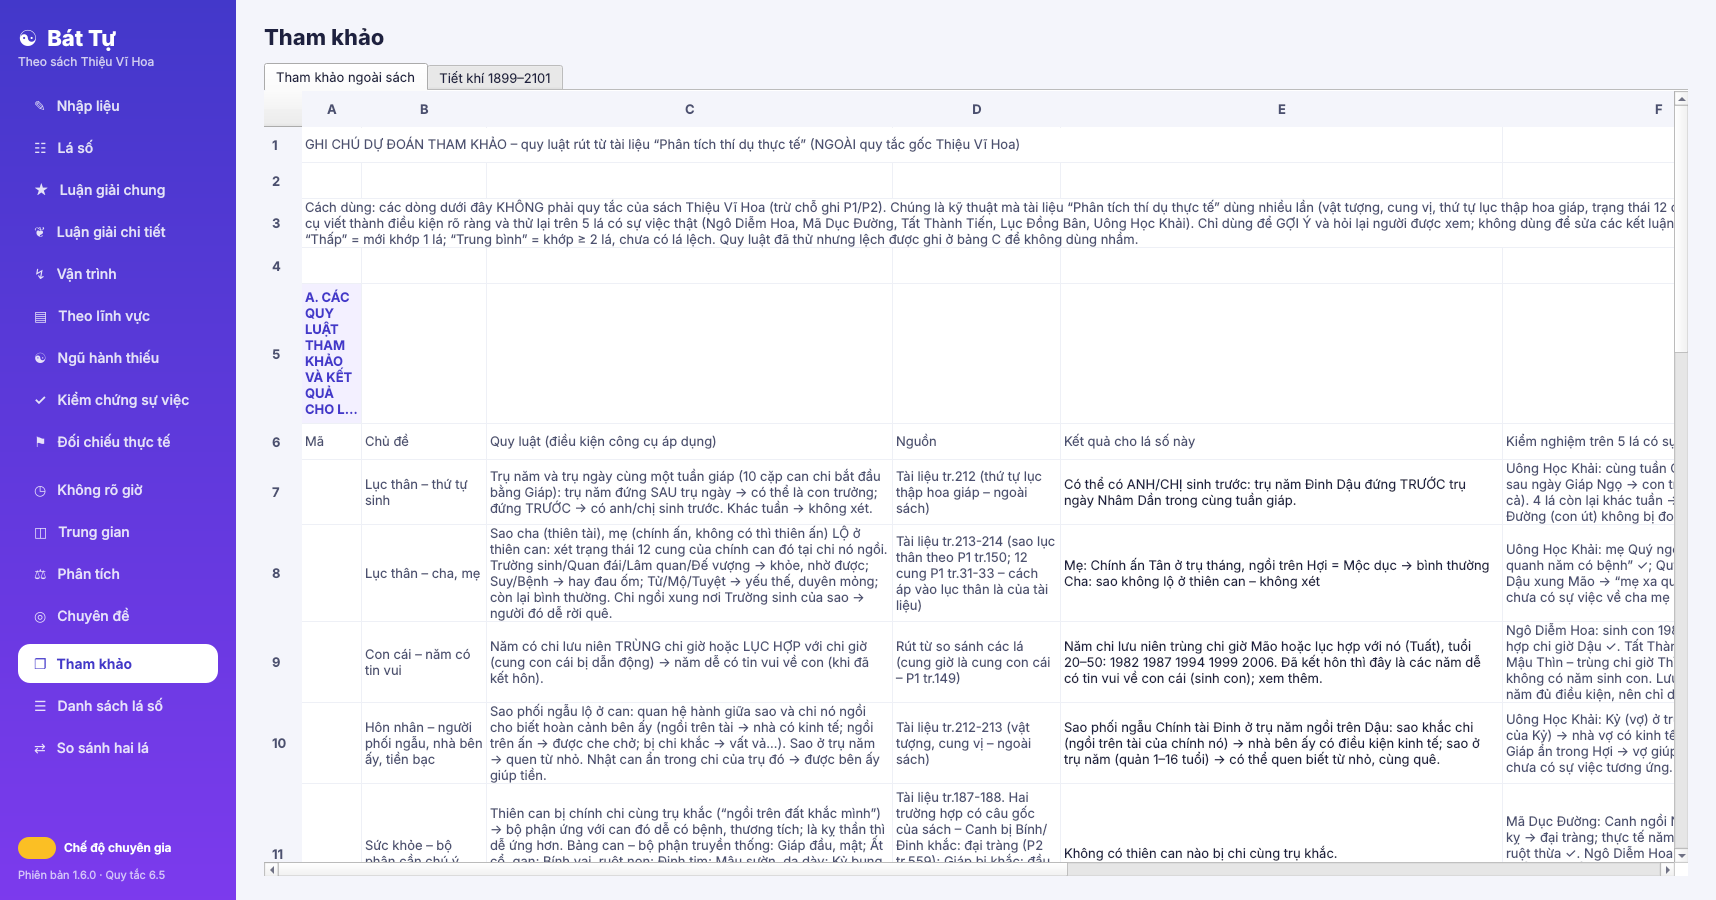 Bát Tự
Theo sách Thiệu Vĩ Hoa
Nhập liệu
Lá số
Luận giải chung
Luận giải chi tiết
Vận trình
Theo lĩnh vực
Ngũ hành thiếu
Kiểm chứng sự việc
Đối chiếu thực tế
Không rõ giờ
Trung gian
Phân tích
Chuyên đề
Tham khảo
Danh sách lá số
So sánh hai lá
Chế độ chuyên gia
Phiên bản 1.6.0 · Quy tắc 6.5
Tham khảo
Tham khảo ngoài sách
Tiết khí 1899–2101
A B C D E F
1 GHI CHÚ DỰ ĐOÁN THAM KHẢO – quy luật rút từ tài liệu “Phân tích thí dụ thực tế” (NGOÀI quy tắc gốc Thiệu Vĩ Hoa)
2
3
Cách dùng: các dòng dưới đây KHÔNG phải quy tắc của sách Thiệu Vĩ Hoa (trừ chỗ ghi P1/P2). Chúng là kỹ thuật mà tài liệu “Phân tích thí dụ thực tế” dùng nhiều lần (vật tượng, cung vị, thứ tự lục thập hoa giáp, trạng thái 12 c
cụ viết thành điều kiện rõ ràng và thử lại trên 5 lá có sự việc thật (Ngô Diễm Hoa, Mã Dục Đường, Tất Thành Tiến, Lục Đồng Bân, Uông Học Khải). Chỉ dùng để GỢI Ý và hỏi lại người được xem; không dùng để sửa các kết luận
“Thấp” = mới khớp 1 lá; “Trung bình” = khớp ≥ 2 lá, chưa có lá lệch. Quy luật đã thử nhưng lệch được ghi ở bảng C để không dùng nhầm.
4
5
A. CÁC
QUY
LUẬT
THAM
KHẢO
VÀ KẾT
QUẢ
CHO L...
6 Mã Chủ đề Quy luật (điều kiện công cụ áp dụng) Nguồn Kết quả cho lá số này Kiểm nghiệm trên 5 lá có sự
7
Lục thân – thứ tự
sinh
Trụ năm và trụ ngày cùng một tuần giáp (10 cặp can chi bắt đầu
bằng Giáp): trụ năm đứng SAU trụ ngày → có thể là con trưởng;
đứng TRƯỚC → có anh/chị sinh trước. Khác tuần → không xét.
Tài liệu tr.212 (thứ tự lục
thập hoa giáp – ngoài
sách)
Có thể có ANH/CHỊ sinh trước: trụ năm Đinh Dậu đứng TRƯỚC trụ
ngày Nhâm Dần trong cùng tuần giáp.
Uông Học Khải: cùng tuần
sau ngày Giáp Ngọ → con
cả). 4 lá còn lại khác tuần
Đường (con út) không bị đo
8
Lục thân – cha, mẹ
Sao cha (thiên tài), mẹ (chính ấn, không có thì thiên ấn) LỘ ở
thiên can: xét trạng thái 12 cung của chính can đó tại chi nó ngồi.
Trường sinh/Quan đái/Lâm quan/Đế vượng → khỏe, nhờ được;
Suy/Bệnh → hay đau ốm; Tử/Mộ/Tuyệt → yếu thế, duyên mỏng;
còn lại bình thường. Chi ngồi xung nơi Trường sinh của sao →
người đó dễ rời quê.
Tài liệu tr.213-214 (sao lục
thân theo P1 tr.150; 12
cung P1 tr.31-33 – cách
áp vào lục thân là của tài
liệu)
Mẹ: Chính ấn Tân ở trụ tháng, ngồi trên Hợi = Mộc dục → bình thường
Cha: sao không lộ ở thiên can – không xét
Uông Học Khải: mẹ Quý ngồ
quanh năm có bệnh” ✓; Qu
Dậu xung Mão → “mẹ xa qu
chưa có sự việc về cha mẹ
9
Con cái – năm có
tin vui
Năm có chi lưu niên TRÙNG chi giờ hoặc LỤC HỢP với chi giờ
(cung con cái bị dẫn động) → năm dễ có tin vui về con (khi đã
kết hôn).
Rút từ so sánh các lá
(cung giờ là cung con cái
– P1 tr.149)
Năm chi lưu niên trùng chi giờ Mão hoặc lục hợp với nó (Tuất), tuổi
20–50: 1982 1987 1994 1999 2006. Đã kết hôn thì đây là các năm dễ
có tin vui về con cái (sinh con); xem thêm.
Ngô Diễm Hoa: sinh con 198
hợp chi giờ Dậu ✓. Tất Thàn
Mậu Thìn – trùng chi giờ Th
không có năm sinh con. Lưu
năm đủ điều kiện, nên chỉ d
10
Hôn nhân – người
phối ngẫu, nhà bên
ấy, tiền bạc
Sao phối ngẫu lộ ở can: quan hệ hành giữa sao và chi nó ngồi
cho biết hoàn cảnh bên ấy (ngồi trên tài → nhà có kinh tế; ngồi
trên ấn → được che chở; bị chi khắc → vất vả...). Sao ở trụ năm
→ quen từ nhỏ. Nhật can ẩn trong chi của trụ đó → được bên ấy
giúp tiền.
Tài liệu tr.212-213 (vật
tượng, cung vị – ngoài
sách)
Sao phối ngẫu Chính tài Đinh ở trụ năm ngồi trên Dậu: sao khắc chi
(ngồi trên tài của chính nó) → nhà bên ấy có điều kiện kinh tế; sao ở
trụ năm (quản 1–16 tuổi) → có thể quen biết từ nhỏ, cùng quê.
Uông Học Khải: Kỷ (vợ) ở tr
của Kỷ) → nhà vợ có kinh tế
Giáp ẩn trong Hợi → vợ giúp
chưa có sự việc tương ứng.
11
Sức khỏe – bộ
phận cần chú ý
Thiên can bị chính chi cùng trụ khắc (“ngồi trên đất khắc mình”)
→ bộ phận ứng với can đó dễ có bệnh, thương tích; là kỵ thần thì
dễ ứng hơn. Bảng can – bộ phận truyền thống: Giáp đầu, mật; Ất
cổ, gan; Bính vai, ruột non; Đinh tim; Mậu sườn, dạ dày; Kỷ bụng
Tài liệu tr.187-188. Hai
trường hợp có câu gốc
của sách – Canh bị Bính/
Đinh khắc: đại tràng (P2
tr.559); Giáp bị khắc: đầu
Không có thiên can nào bị chi cùng trụ khắc.
Mã Dục Đường: Canh ngồi
kỵ → đại tràng; thực tế năm
ruột thừa ✓. Ngô Diễm Hoa